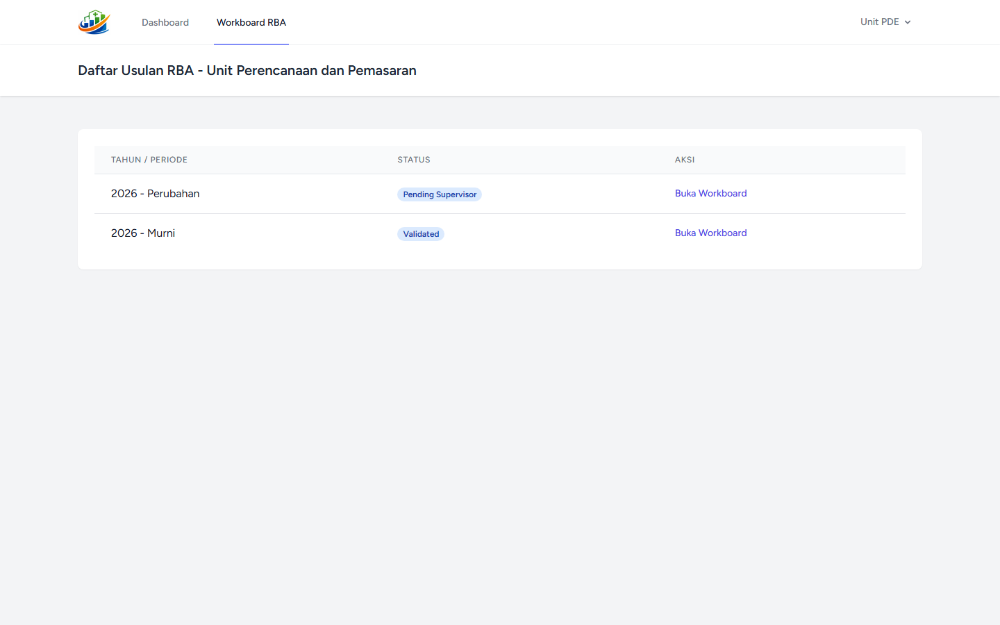 Dashboard
Workboard RBA
Unit PDE
Daftar Usulan RBA - Unit Perencanaan dan Pemasaran
TAHUN / PERIODE STATUS AKSI
2026 - Perubahan Pending Supervisor Buka Workboard
2026 - Murni Validated Buka Workboard